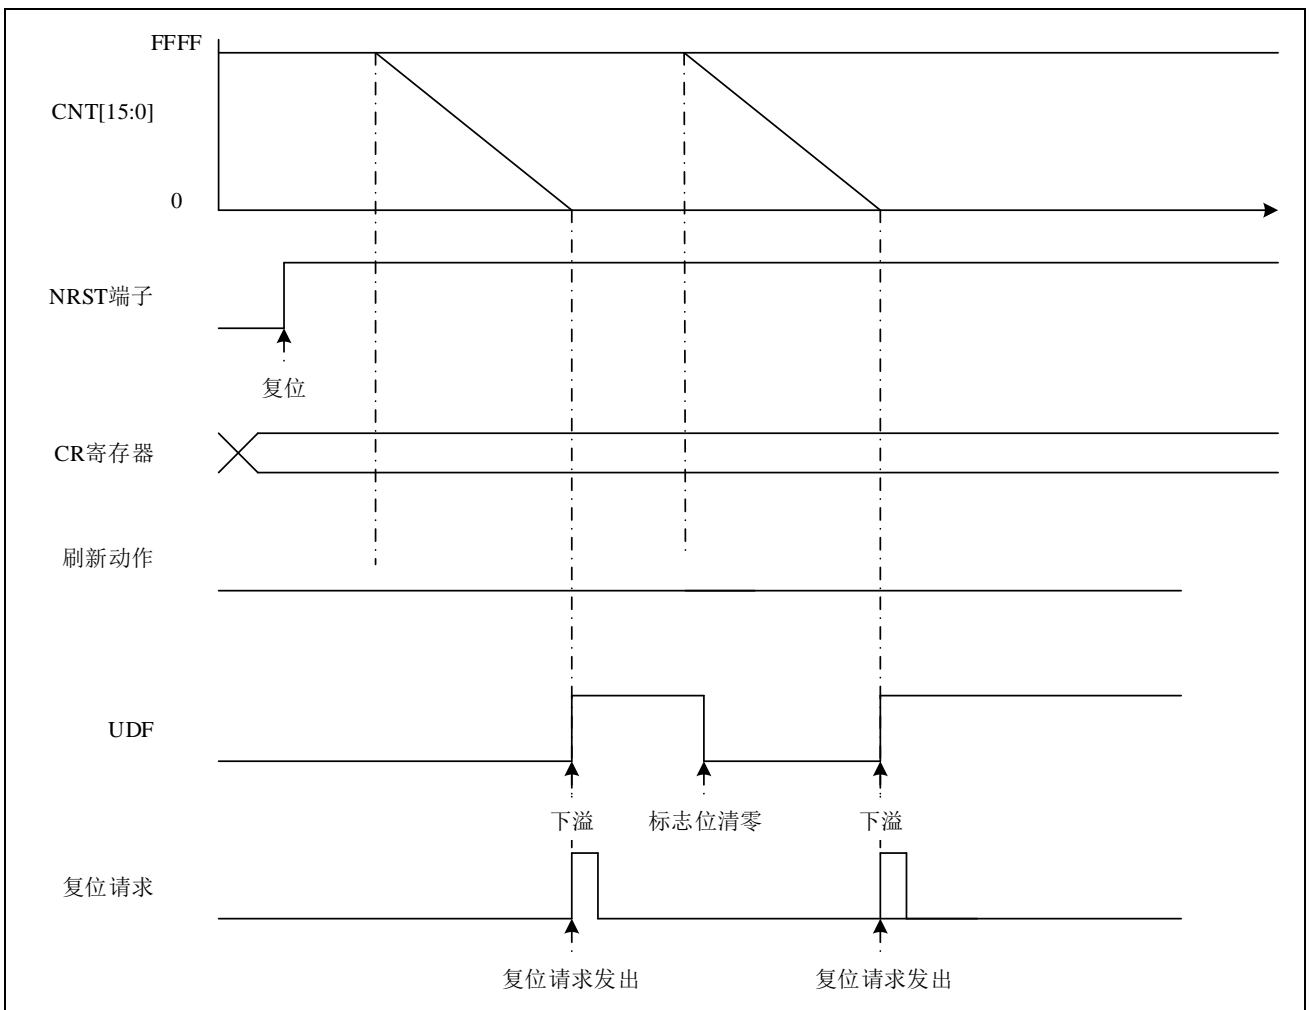 FFFF
CNT[15:0]
0
NRST端子
复位
CR寄存器
刷新动作
UDF
下溢 标志位清零 下溢
复位请求
复位请求发出 复位请求发出